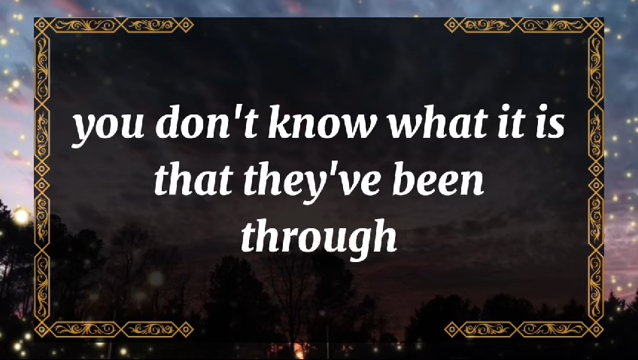 you don't know what it is
that they've been
through